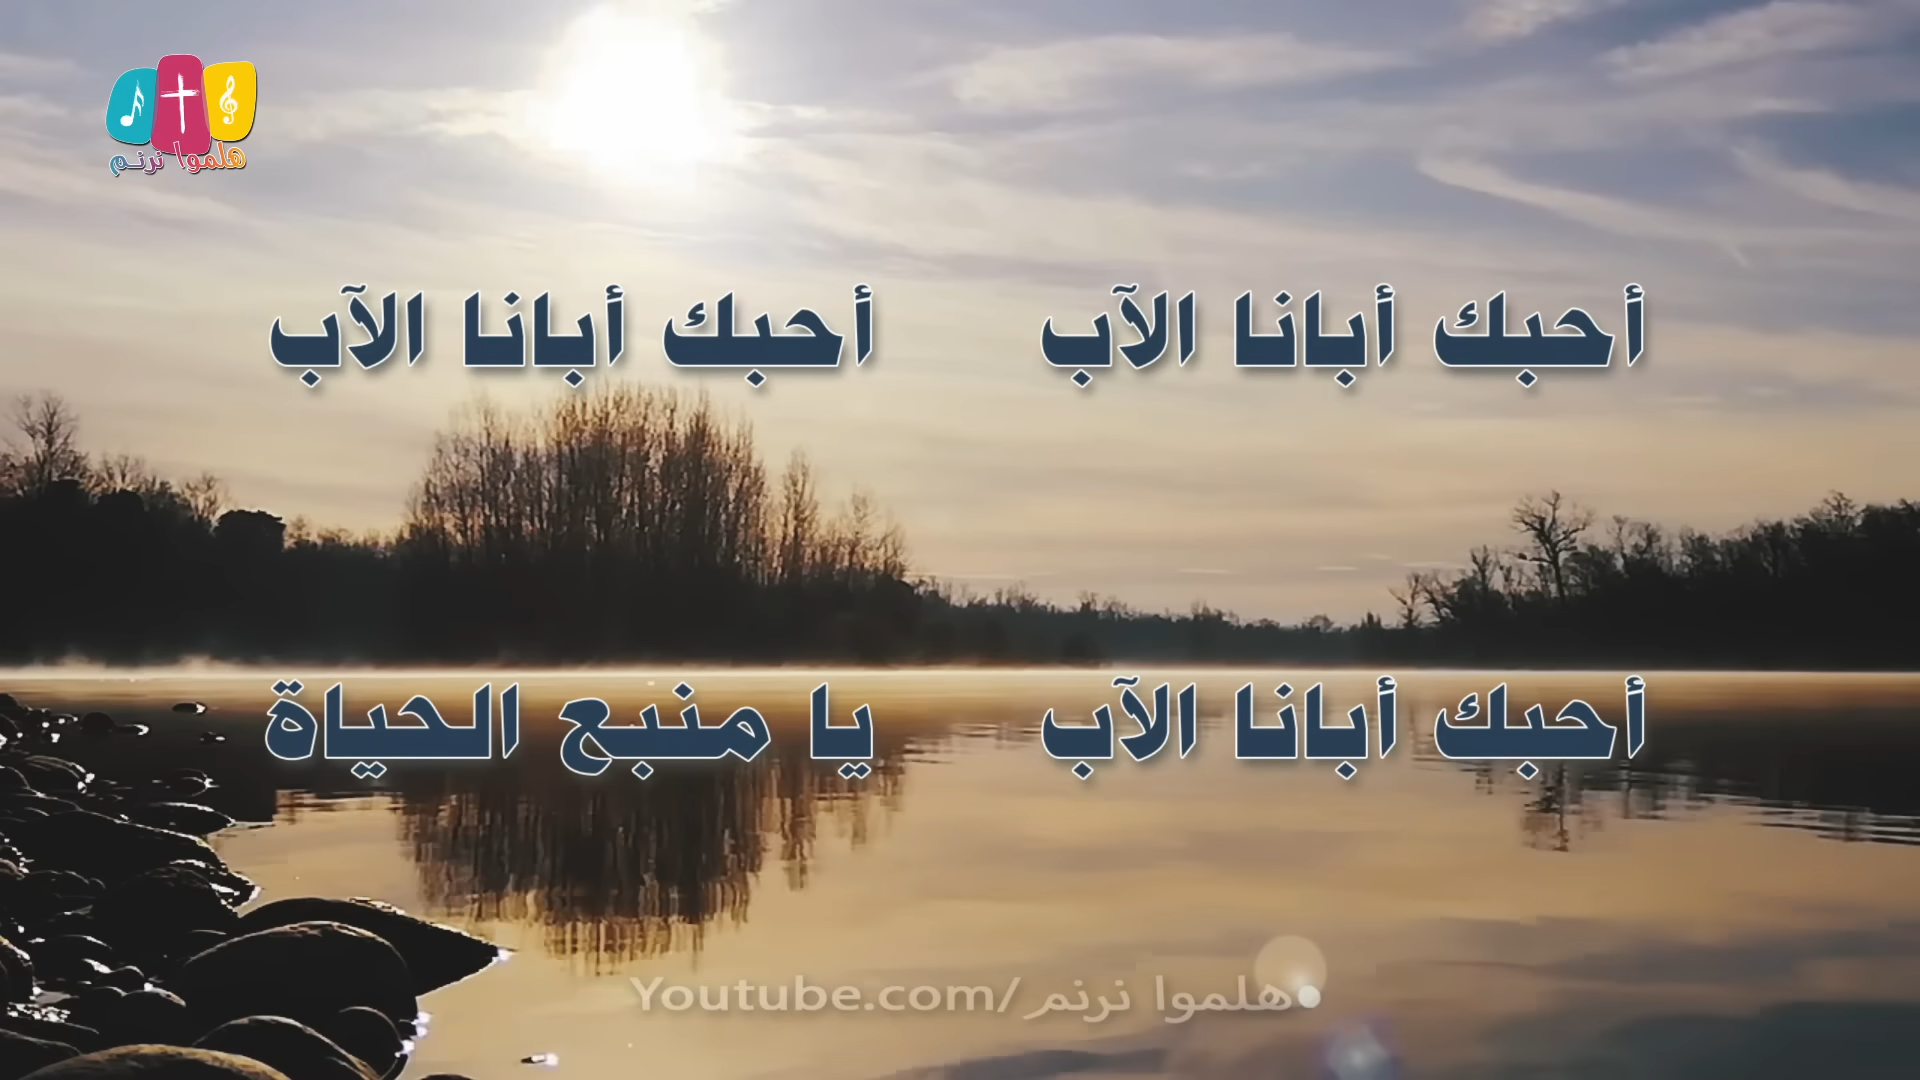 هلموا نرنم
أحبك أبانا الآب أحبك أبانا الآب
أحبك أبانا الآب يا منبع الحياة
Youtube.com/هلموا نرنم